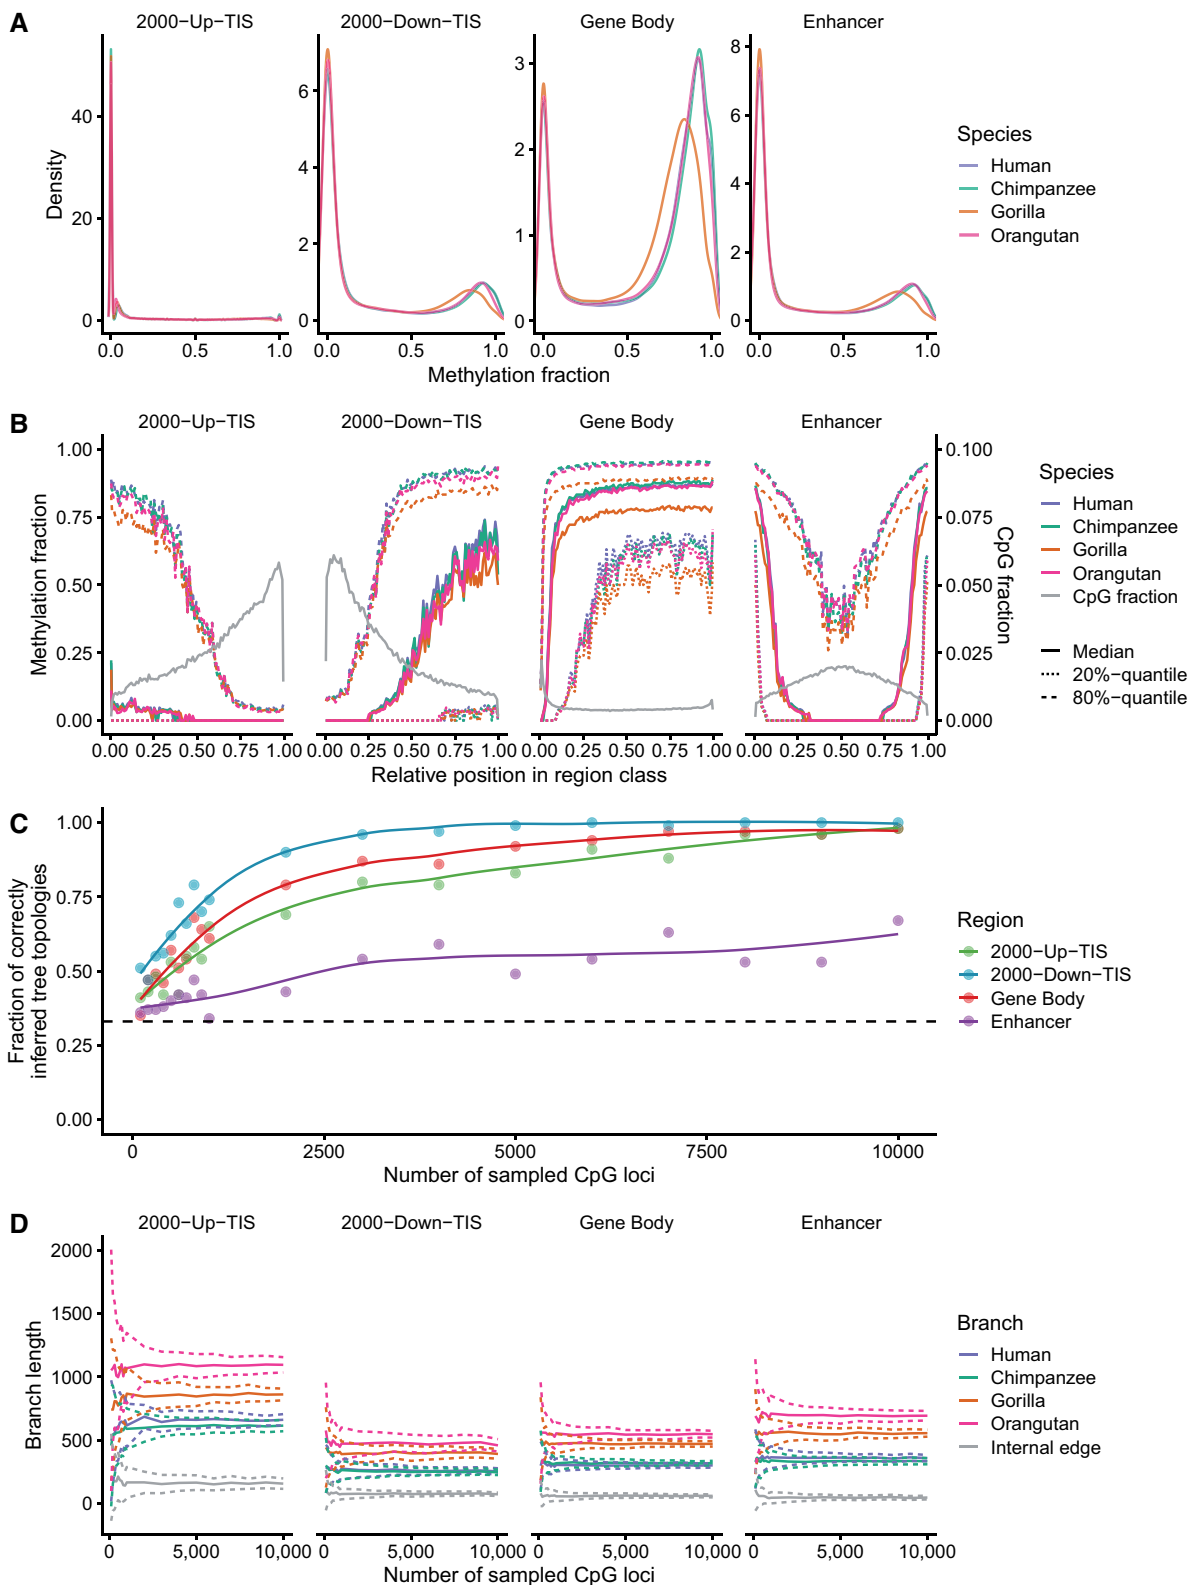 A
2000−Up−TIS
2000−Down−TIS
Gene Body
Enhancer
Density
40
20
0
6
4
2
0
3
2
1
0
8
6
4
2
0
0.0 0.5 1.0
0.0 0.5 1.0
0.0 0.5 1.0
0.0 0.5 1.0
Methylation fraction
Species
Human
Chimpanzee
Gorilla
Orangutan
B
2000−Up−TIS
2000−Down−TIS
Gene Body
Enhancer
Methylation fraction
1.00
0.75
0.50
0.25
0.00
0.100
0.075
0.050
0.025
0.000
CpG fraction
0.00 0.25 0.50 0.75 1.00
0.00 0.25 0.50 0.75 1.00
0.00 0.25 0.50 0.75 1.00
0.00 0.25 0.50 0.75 1.00
Relative position in region class
Species
Human
Chimpanzee
Gorilla
Orangutan
CpG fraction
Median
20%-quantile
80%-quantile
C
Fraction of correctly
inferred tree topologies
1.00
0.75
0.50
0.25
0.00
0 2500 5000 7500 10000
Number of sampled CpG loci
Region
2000−Up−TIS
2000−Down−TIS
Gene Body
Enhancer
D
2000−Up−TIS
2000−Down−TIS
Gene Body
Enhancer
Branch length
2000
1500
1000
500
0
0 5,000 10,000
0 5,000 10,000
0 5,000 10,000
0 5,000 10,000
Number of sampled CpG loci
Branch
Human
Chimpanzee
Gorilla
Orangutan
Internal edge